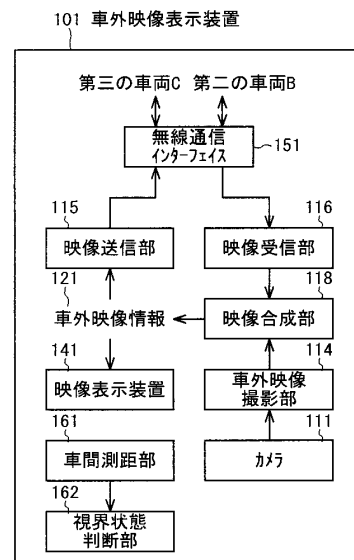 101 車外映像表示装置
第三の車両C 第二の車両B
無線通信
インターフェイス
151
115
映像送信部
116
映像受信部
121
車外映像情報
118
映像合成部
141
映像表示装置
114
車外映像
撮影部
161
車間測距部
111
カメラ
162
視界状態
判断部